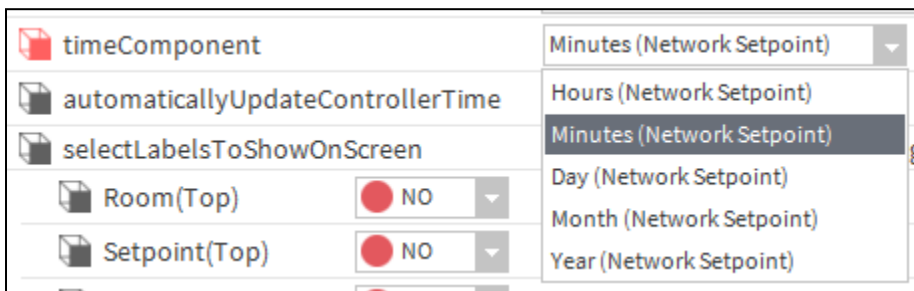 timeComponent Minutes (Network Setpoint)
automaticallyUpdateControllerTime Hours (Network Setpoint)
selectLabelsToShowOnScreen Minutes (Network Setpoint)
Room(Top) NO Day (Network Setpoint)
Setpoint(Top) NO Month (Network Setpoint)
Year (Network Setpoint)